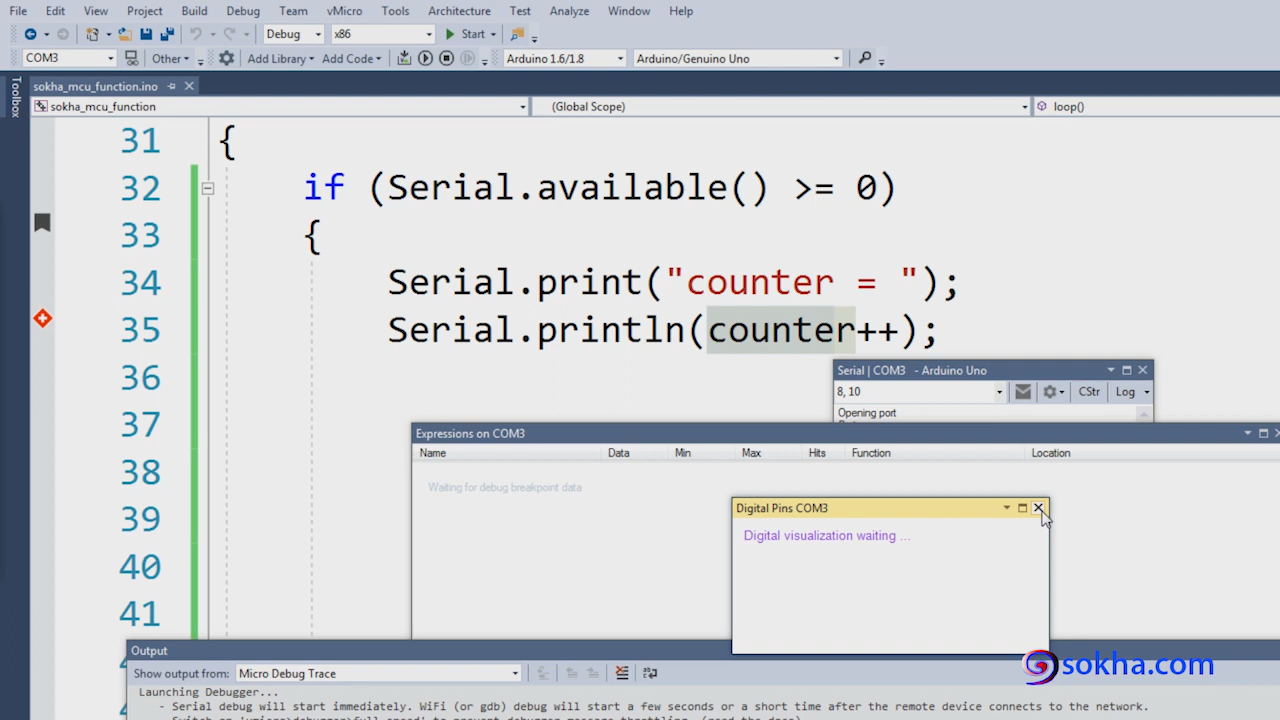 File Edit View Project Build Debug Team vMicro Tools Architecture Test Analyze Window Help
Debug x86 Start
COM3 Other Add Library Add Code Arduino 1.6/1.8 Arduino/Genuino Uno
Toolbox
sokha_mcu_function.ino
sokha_mcu_function (Global Scope) loop()
31 {
32 if (Serial.available() >= 0)
33 {
34 Serial.print("counter = ");
35 Serial.println(counter++);
36
37
38
39
40
41
Serial | COM3 - Arduino Uno
8, 10 CStr Log
Opening port
Expressions on COM3
Name Data Min Max Hits Function Location
Waiting for debug breakpoint data
Digital Pins COM3
Digital visualization waiting ...
Output
Show output from: Micro Debug Trace
Launching Debugger...
- Serial debug will start immediately. WiFi (or gdb) debug will start a few seconds or a short time after the remote device connects to the network.
sokha.com